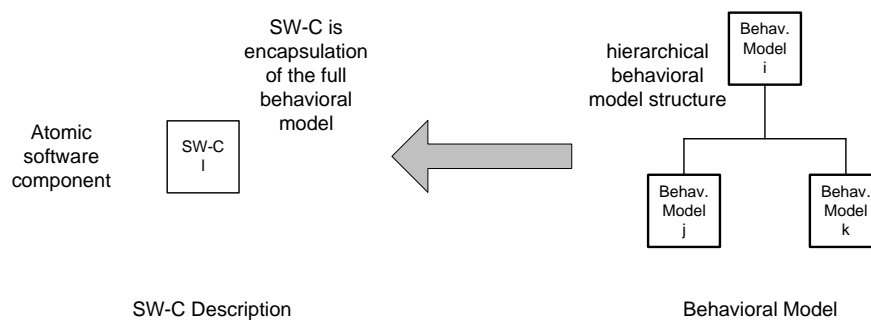 SW-C is
encapsulation
of the full
behavioral
model
Atomic
software
component
SW-C
I
hierarchical
behavioral
model structure
Behav.
Model
i
Behav.
Model
j
Behav.
Model
k
SW-C Description
Behavioral Model